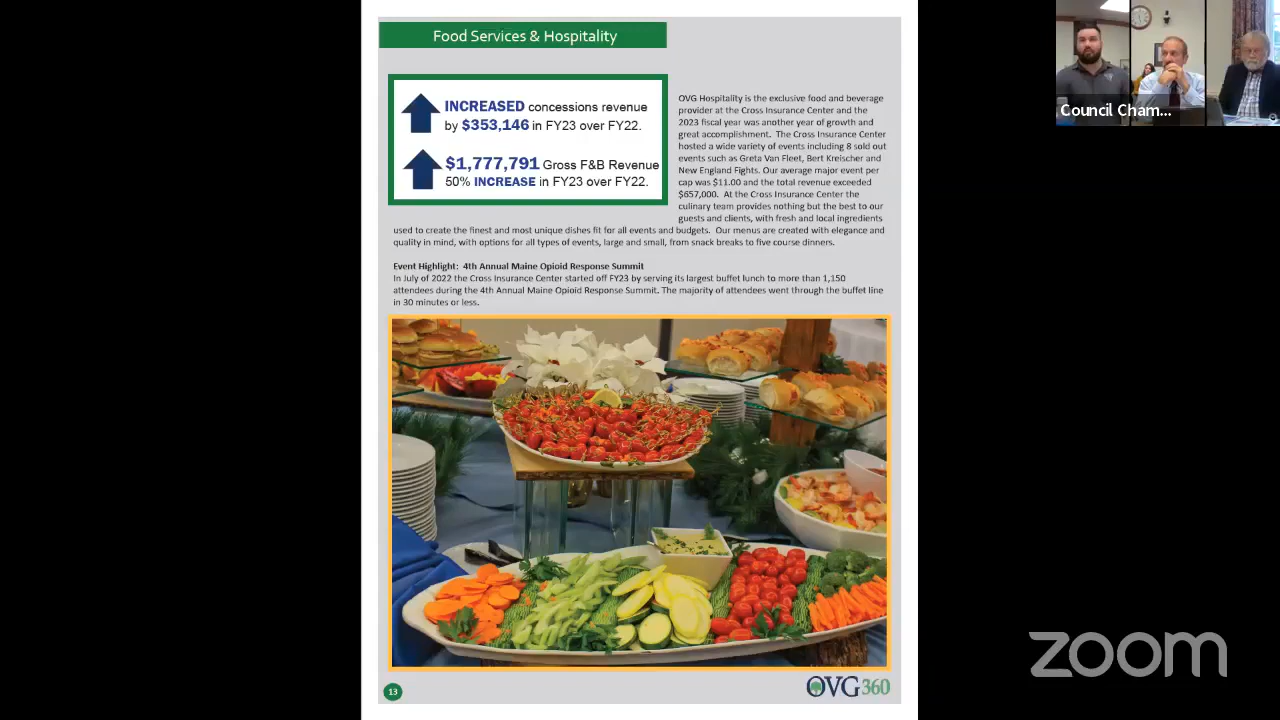 Food Services & Hospitality
INCREASED concessions revenue
by $353,146 in FY23 over FY22.
$1,777,791 Gross F&B Revenue
50% INCREASE in FY23 over FY22.
OVG Hospitality is the exclusive food and beverage
provider at the Cross Insurance Center and the
2023 fiscal year was another year of growth and
great accomplishment. The Cross Insurance Center
hosted a wide variety of events including 8 sold out
events such as Greta Van Fleet, Bert Kreischer and
New England Fights. Our average major event per
cap was $11.00 and the total revenue exceeded
$657,000. At the Cross Insurance Center the
culinary team provides nothing but the best to our
guests and clients, with fresh and local ingredients
used to create the finest and most unique dishes fit for all events and budgets. Our menus are created with elegance and
quality in mind, with options for all types of events, large and small, from snack breaks to five course dinners.
Event Highlight: 4th Annual Maine Opioid Response Summit
In July of 2022 the Cross Insurance Center started off FY23 by serving its largest buffet lunch to more than 1,150
attendees during the 4th Annual Maine Opioid Response Summit. The majority of attendees went through the buffet line
in 30 minutes or less.
13
OVG360
Council Cham...
zoom